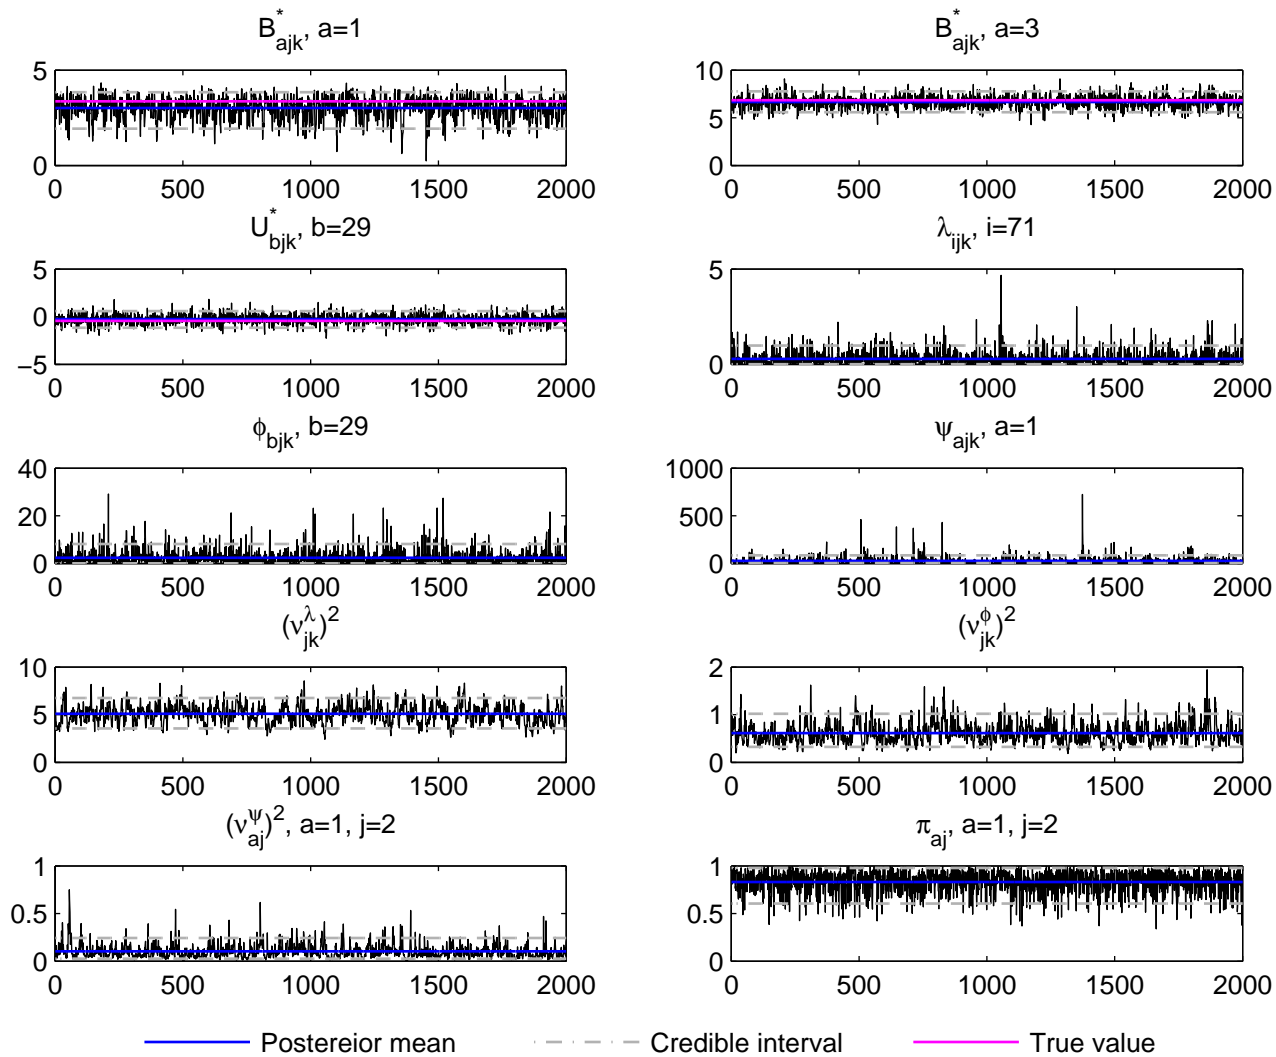 B*ajk, a=1
B*ajk, a=3
5
0
0 500 1000 1500 2000
10
5
0
0 500 1000 1500 2000
U*bjk, b=29
λijk, i=71
5
0
−5
0 500 1000 1500 2000
5
0
0 500 1000 1500 2000
ϕbjk, b=29
ψajk, a=1
40
20
0
0 500 1000 1500 2000
1000
500
0
0 500 1000 1500 2000
(νλjk)2
(νϕjk)2
10
5
0
0 500 1000 1500 2000
2
1
0
0 500 1000 1500 2000
(νψaj)2, a=1, j=2
πaj, a=1, j=2
1
0.5
0
0 500 1000 1500 2000
1
0.5
0
0 500 1000 1500 2000
Postereior mean
Credible interval
True value